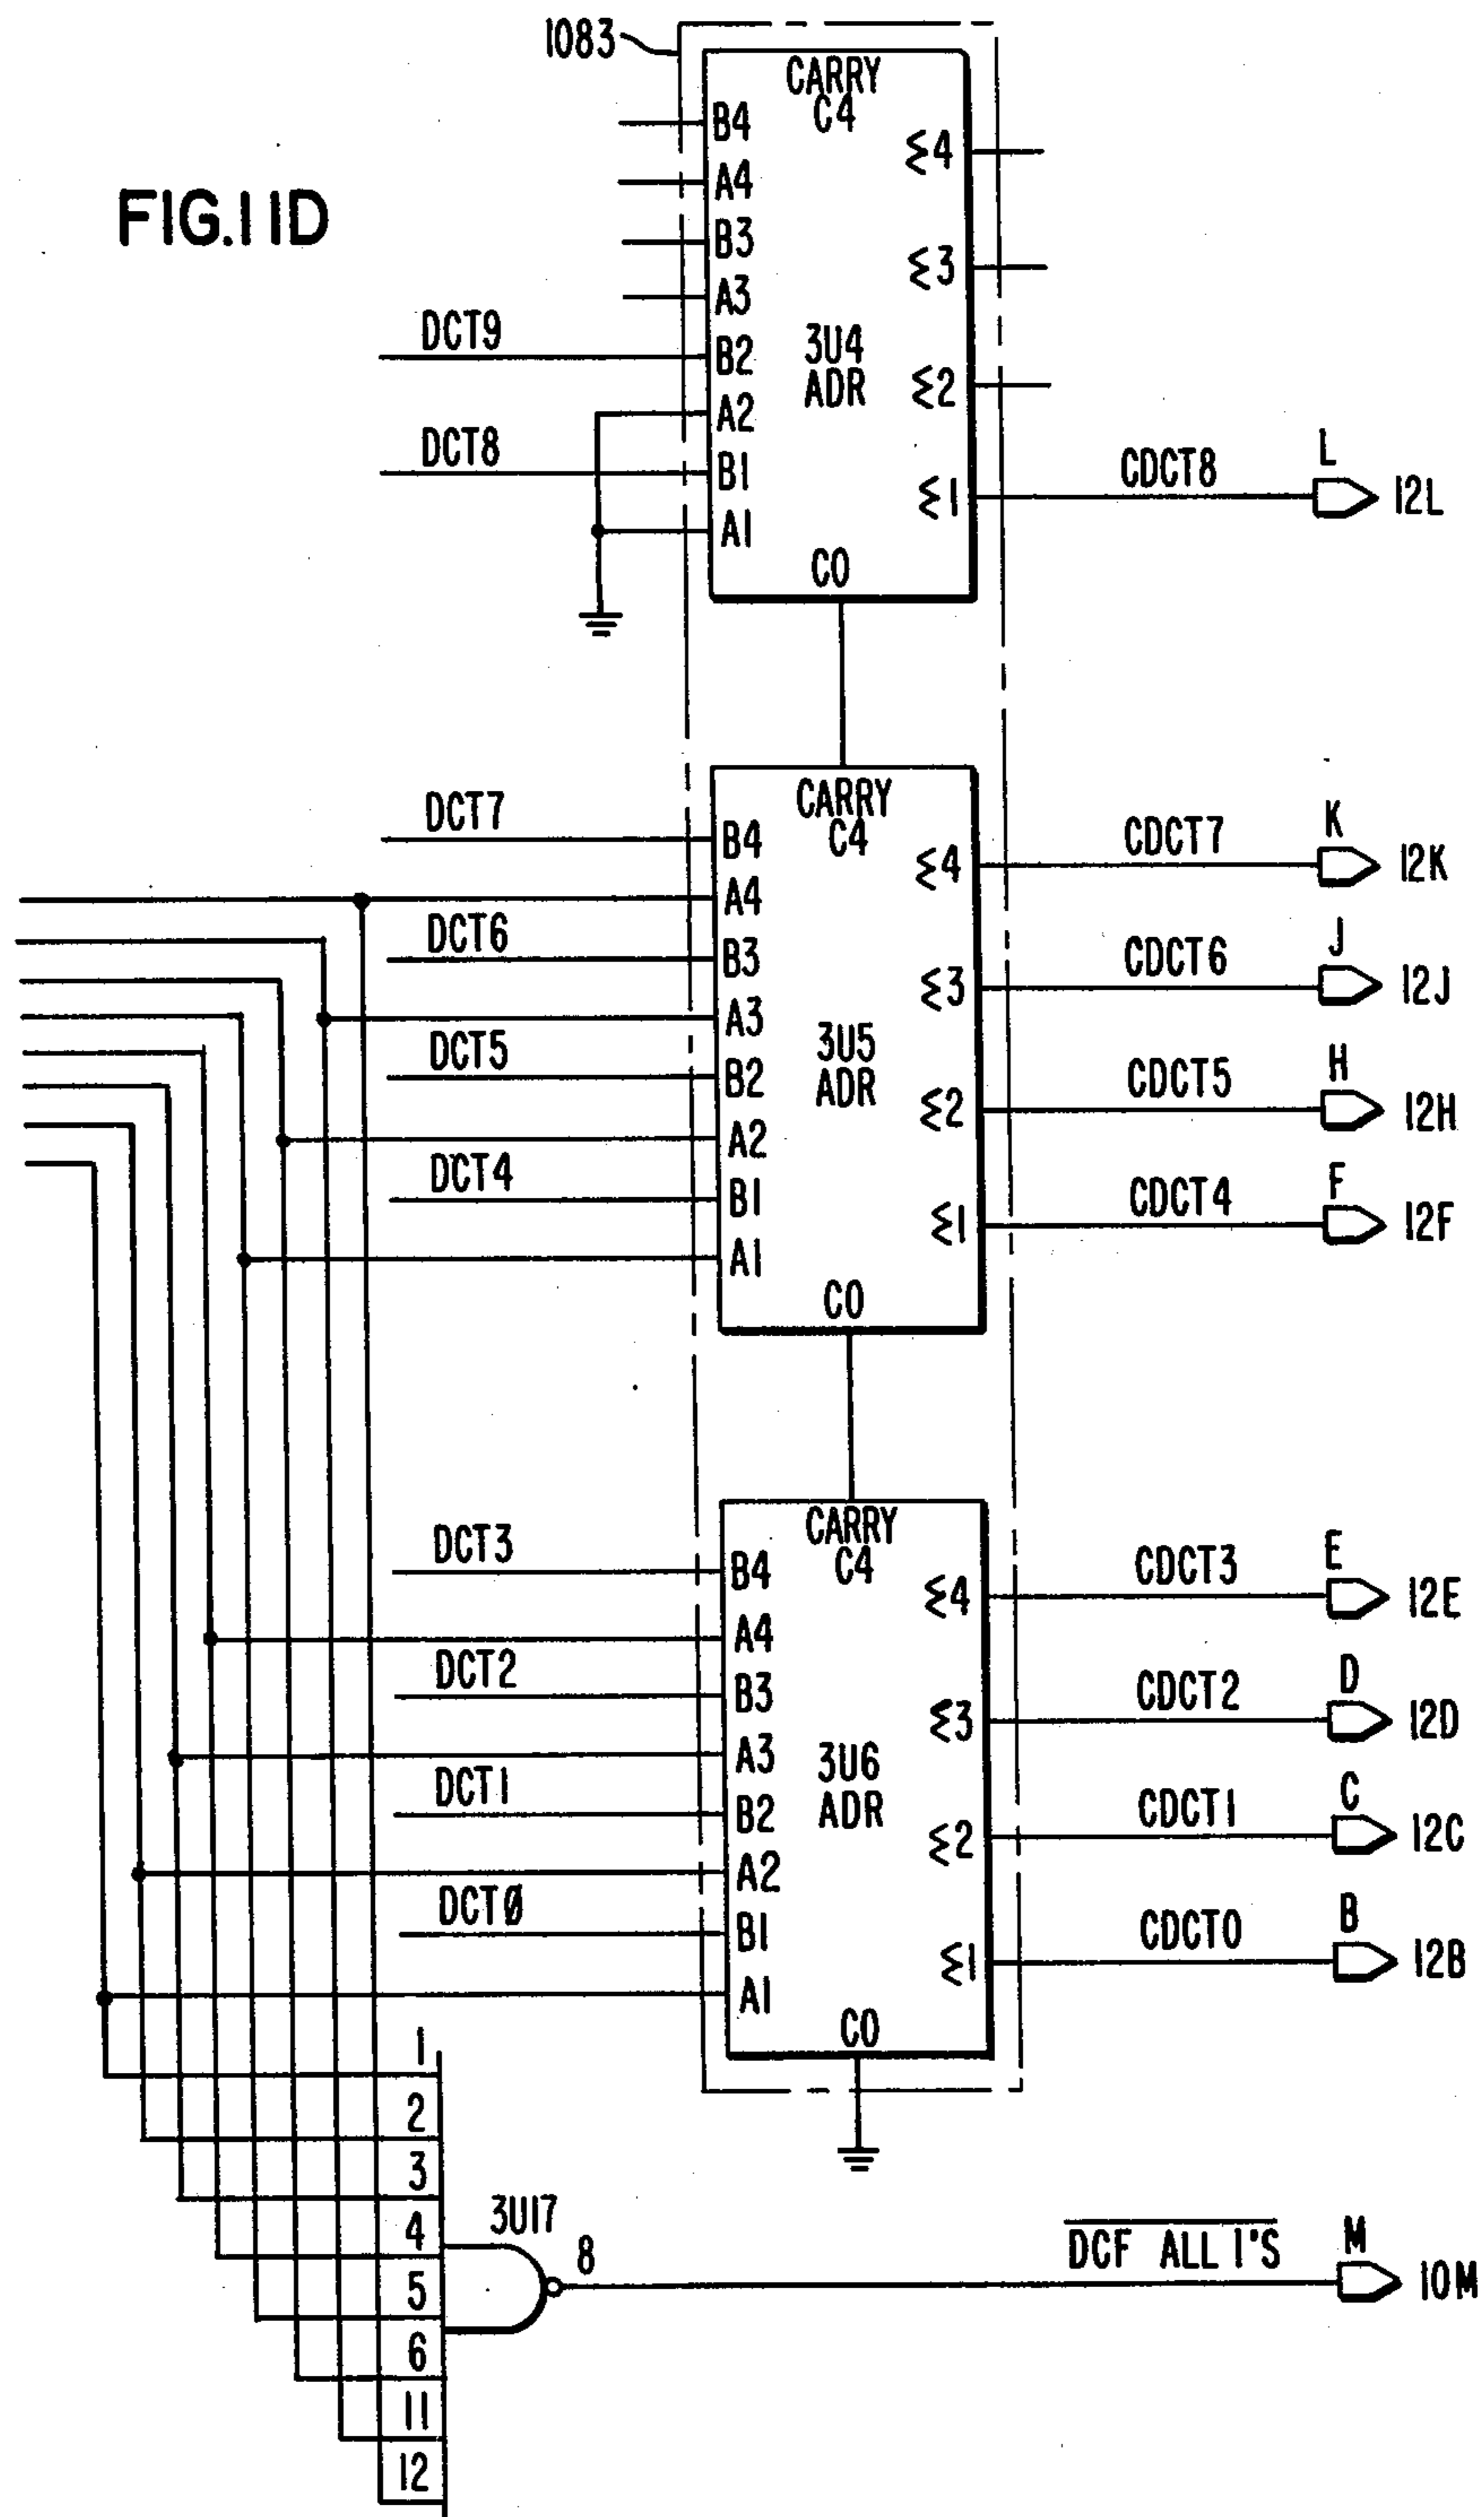 FIG.11D
1083
CARRY
C4
B4
A4
B3
A3
DCT9
B2
A2
DCT8
B1
A1
3U4
ADR
Σ4
Σ3
Σ2
Σ1
C0
CDCT8
L
12L
CARRY
C4
DCT7
B4
A4
DCT6
B3
A3
DCT5
B2
A2
DCT4
B1
A1
3U5
ADR
Σ4
Σ3
Σ2
Σ1
C0
CDCT7
K
12K
CDCT6
J
12J
CDCT5
H
12H
CDCT4
F
12F
CARRY
C4
DCT3
B4
A4
DCT2
B3
A3
DCT1
B2
A2
DCTØ
B1
A1
3U6
ADR
Σ4
Σ3
Σ2
Σ1
C0
CDCT3
E
12E
CDCT2
D
12D
CDCT1
C
12C
CDCT0
B
12B
1
2
3
4
5
6
11
12
3U17
8
DCF ALL 1'S
M
10M